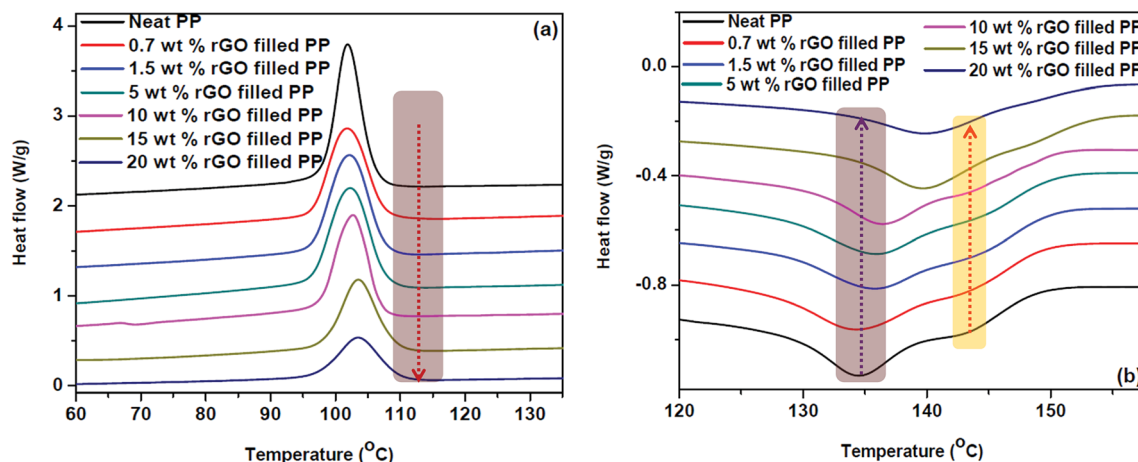 (a)
Neat PP
0.7 wt % rGO filled PP
1.5 wt % rGO filled PP
5 wt % rGO filled PP
10 wt % rGO filled PP
15 wt % rGO filled PP
20 wt % rGO filled PP
Heat flow (W/g)
4
3
2
1
0
60 70 80 90 100 110 120 130
Temperature (°C)
Neat PP
0.7 wt % rGO filled PP
1.5 wt % rGO filled PP
5 wt % rGO filled PP
10 wt % rGO filled PP
15 wt % rGO filled PP
20 wt % rGO filled PP
Heat flow (W/g)
0.0
-0.4
-0.8
(b)
120 130 140 150
Temperature (°C)